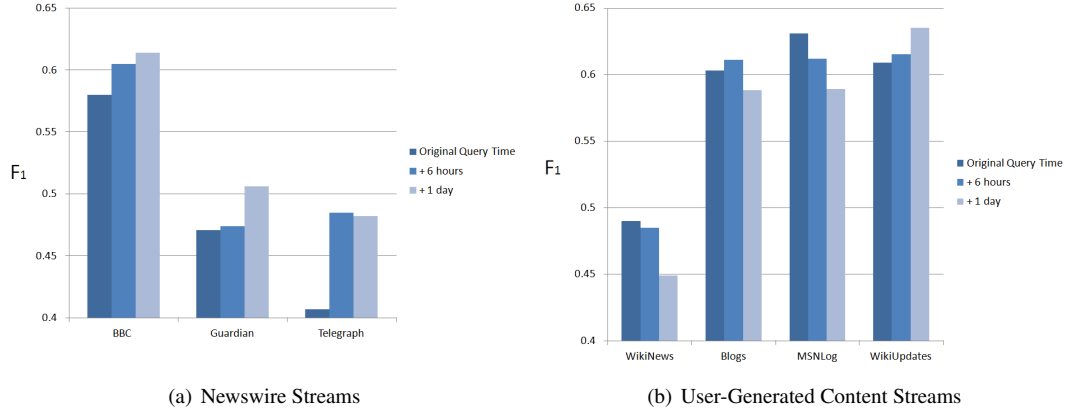 0.65
0.6
0.55
0.5
0.45
0.4
F1
BBC
Guardian
Telegraph
Original Query Time
+ 6 hours
+ 1 day
(a) Newswire Streams
0.65
0.6
0.55
0.5
0.45
0.4
F1
WikiNews
Blogs
MSNLog
WikiUpdates
Original Query Time
+ 6 hours
+ 1 day
(b) User-Generated Content Streams